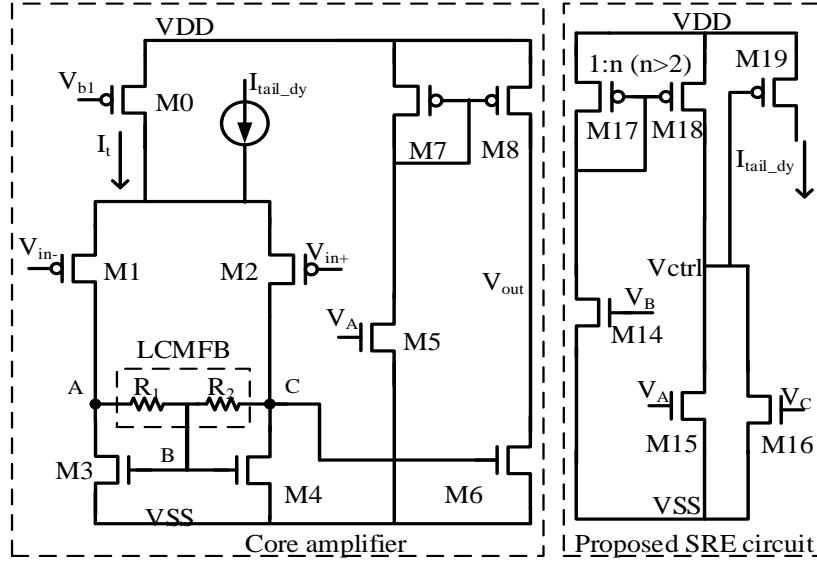 VDD
V_b1
M0
I_tail_dy
I_t
M7
M8
V_in-
M1
M2
V_in+
V_out
V_A
M5
LCMFB
A
R_1
R_2
C
B
M3
M4
M6
VSS
Core amplifier
VDD
1:n (n>2)
M19
M17
M18
I_tail_dy
Vctrl
V_B
M14
V_A
M15
V_C
M16
VSS
Proposed SRE circuit